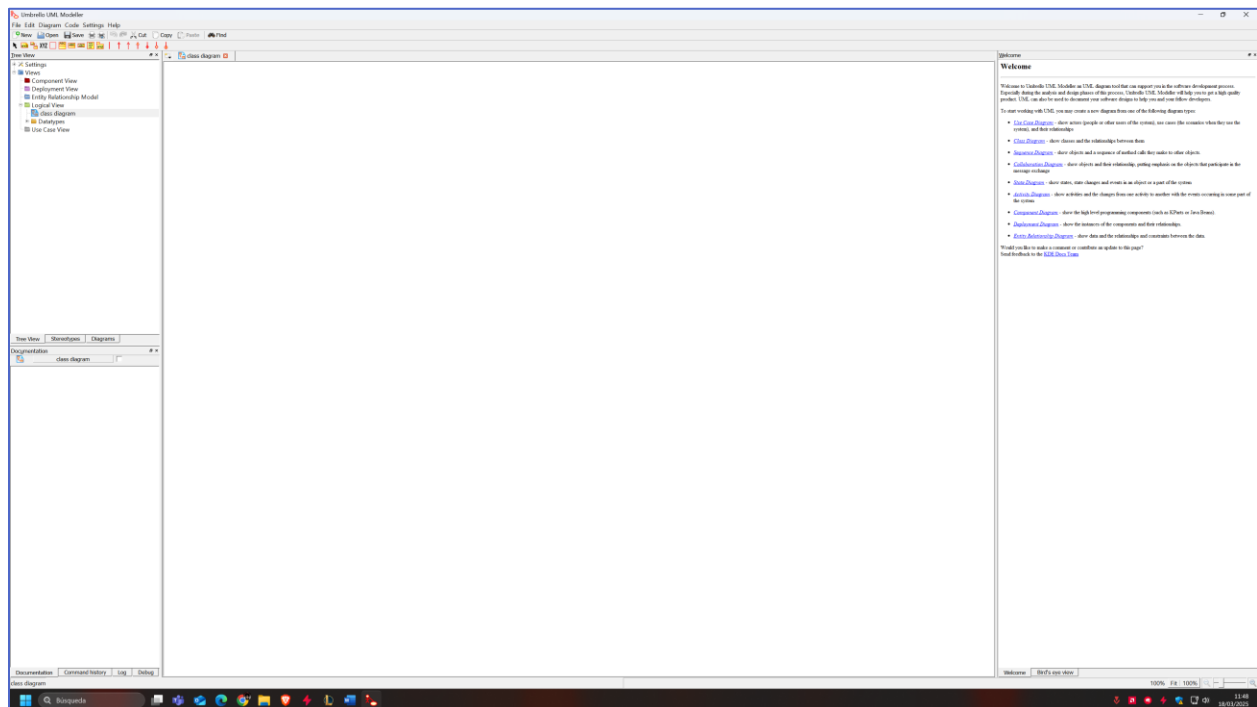 Umbrello UML Modeller
File Edit Diagram Code Settings Help
New Open Save Cut Copy Paste Find
Tree View
class diagram
Settings
Views
Component View
Deployment View
Entity Relationship Model
Logical View
class diagram
Datatypes
Use Case View
Tree View Stereotypes Diagrams
Documentation
class diagram
Documentation Command history Log Debug
class diagram
Welcome
Welcome
Welcome to Umbrello UML Modeller an UML diagram tool that can support you in the software development process.
Especially during the analysis and design phases of this process, Umbrello UML Modeller will help you to get a high quality
product. UML can also be used to document your software designs to help you and your fellow developers.
To start working with UML you may create a new diagram from one of the following diagram types:
Use Case Diagram - show actors (people or other users of the system), use cases (the scenarios when they use the
system), and their relationships
Class Diagram - show classes and the relationships between them
Sequence Diagram - show objects and a sequence of method calls they make to other objects
Collaboration Diagram - show objects and their relationship, putting emphasis on the objects that participate in the
message exchange
State Diagram - show states, state changes and events in an object or a part of the system
Activity Diagram - show activities and the changes from one activity to another with the events occurring in some part of
the system
Component Diagram - show the high level programming components (such as KParts or Java Beans).
Deployment Diagram - show the instances of the components and their relationships.
Entity Relationship Diagram - show data and the relationships and constraints between the data.
Would you like to make a comment or contribute an update to this page?
Send feedback to the KDE Docs Team
Welcome Bird's eye view
100% Fit 100%
Búsqueda
11:48
18/03/2025